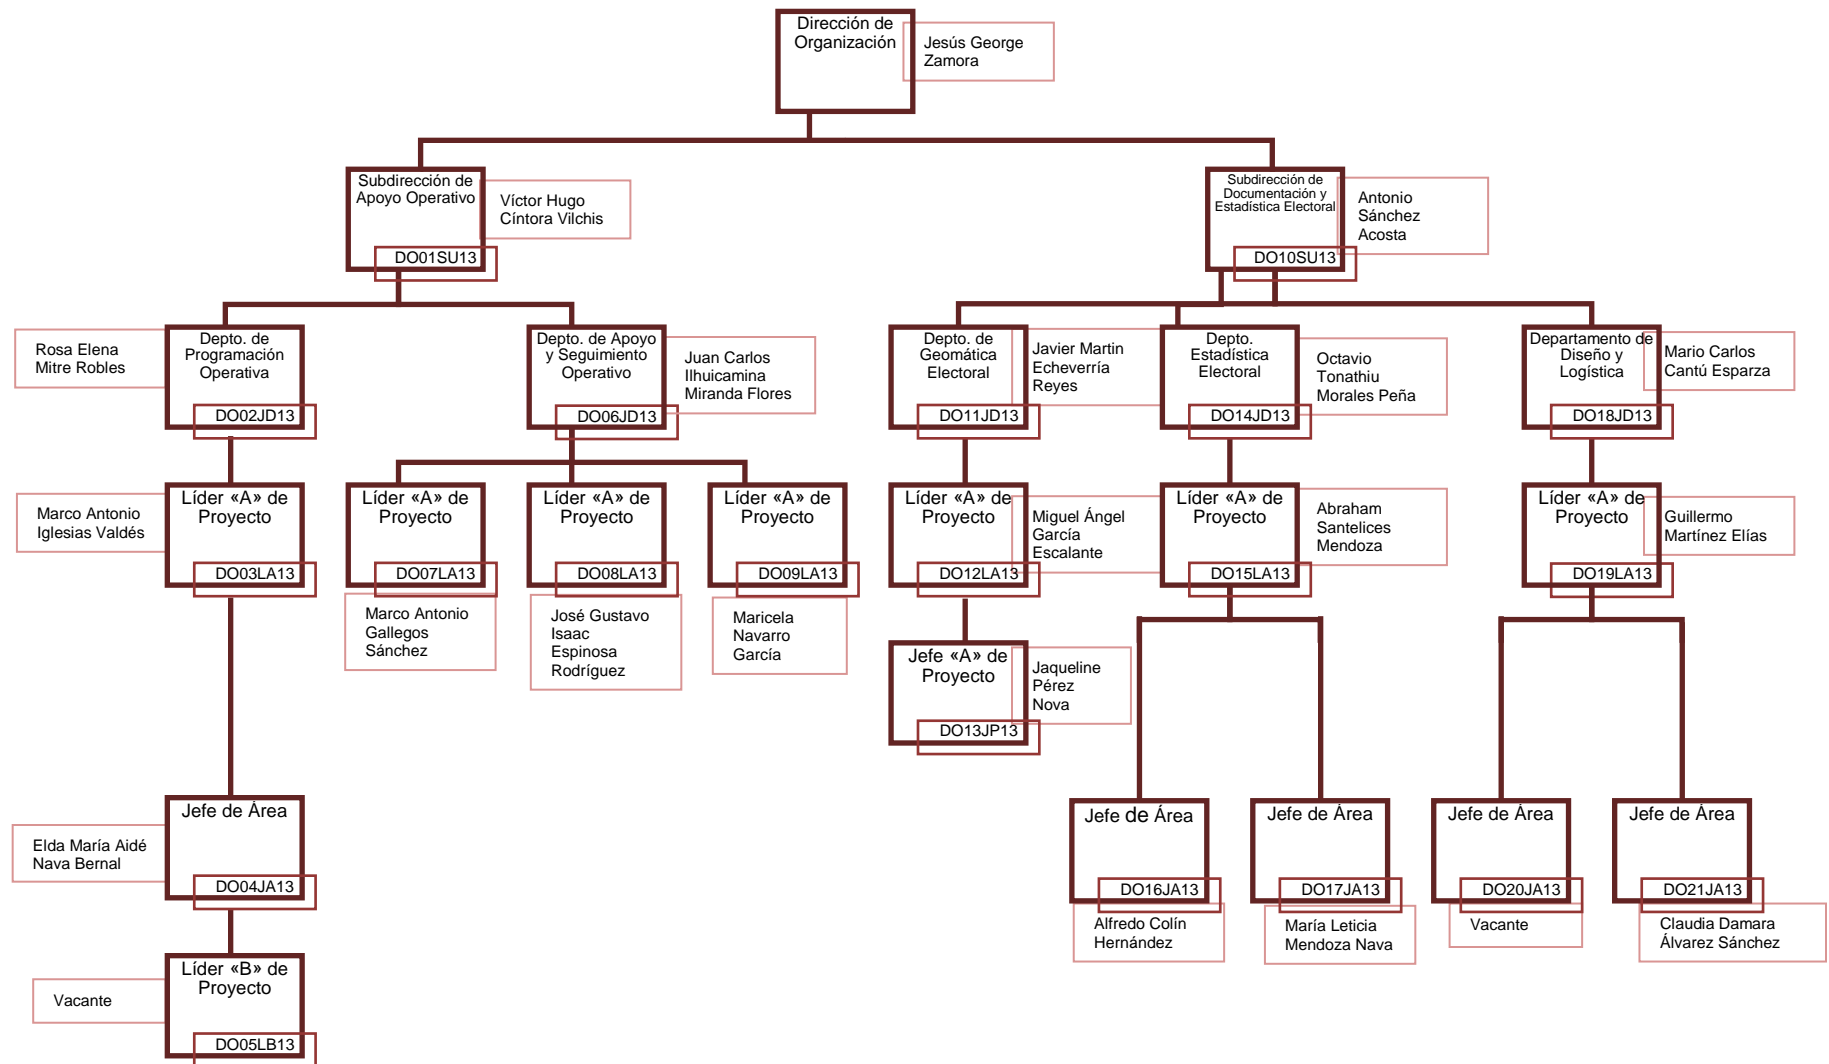 Dirección de
Organización
Jesús George
Zamora
Subdirección de
Apoyo Operativo
Víctor Hugo
Cíntora Vilchis
DO01SU13
Subdirección de
Documentación y
Estadística Electoral
Antonio
Sánchez
Acosta
DO10SU13
Rosa Elena
Mitre Robles
Depto. de
Programación
Operativa
DO02JD13
Depto. de Apoyo
y Seguimiento
Operativo
Juan Carlos
Ilhuicamina
Miranda Flores
DO06JD13
Depto. de
Geomática
Electoral
Javier Martin
Echeverría
Reyes
DO11JD13
Depto.
Estadística
Electoral
Octavio
Tonathiu
Morales Peña
DO14JD13
Departamento de
Diseño y
Logística
Mario Carlos
Cantú Esparza
DO18JD13
Marco Antonio
Iglesias Valdés
Líder «A» de
Proyecto
DO03LA13
Líder «A» de
Proyecto
DO07LA13
Marco Antonio
Gallegos
Sánchez
Líder «A» de
Proyecto
DO08LA13
José Gustavo
Isaac
Espinosa
Rodríguez
Líder «A» de
Proyecto
DO09LA13
Maricela
Navarro
García
Líder «A» de
Proyecto
Miguel Ángel
García
Escalante
DO12LA13
Líder «A» de
Proyecto
Abraham
Santelices
Mendoza
DO15LA13
Líder «A» de
Proyecto
Guillermo
Martínez Elías
DO19LA13
Jefe «A» de
Proyecto
Jaqueline
Pérez
Nova
DO13JP13
Elda María Aidé
Nava Bernal
Jefe de Área
DO04JA13
Jefe de Área
DO16JA13
Alfredo Colín
Hernández
Jefe de Área
DO17JA13
María Leticia
Mendoza Nava
Jefe de Área
DO20JA13
Vacante
Jefe de Área
DO21JA13
Claudia Damara
Álvarez Sánchez
Vacante
Líder «B» de
Proyecto
DO05LB13